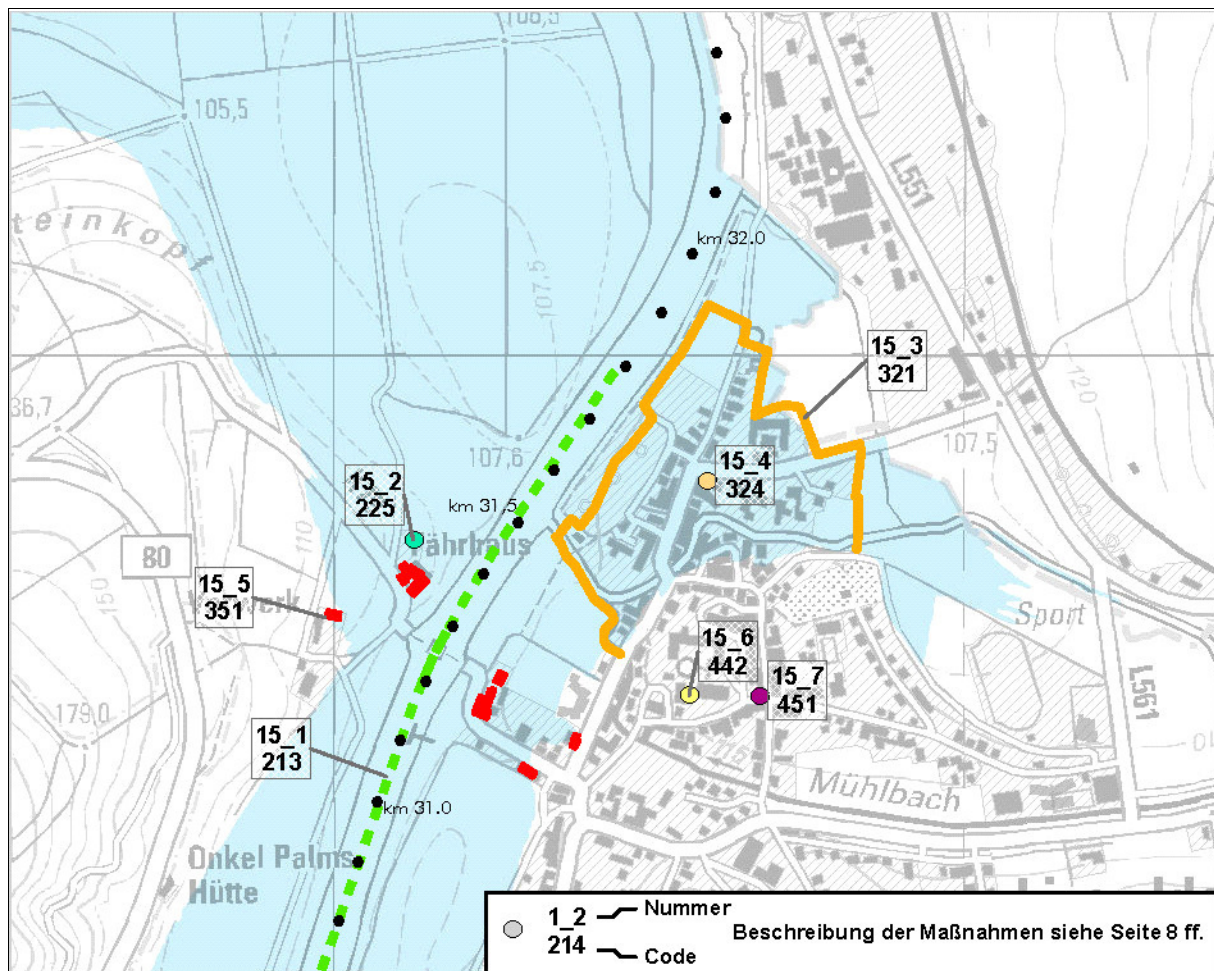 108,5
105,5
L551
teinkopf
km 32.0
107,5
15_3
321
120
36,7
107,6
15_4
324
107,5
15_2
225
km 31.5
Fährhaus
110
80
150
15_5
351
Sport
15_6
442
15_7
451
L561
179,0
15_1
213
Mühlbach
km 31.0
Onkel Palms
Hütte
1_2 Nummer
214 Code
Beschreibung der Maßnahmen siehe Seite 8 ff.